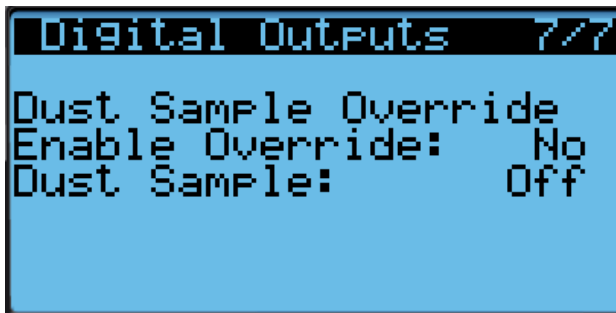 Digital Outputs 7/7
Dust Sample Override
Enable Override: No
Dust Sample: Off